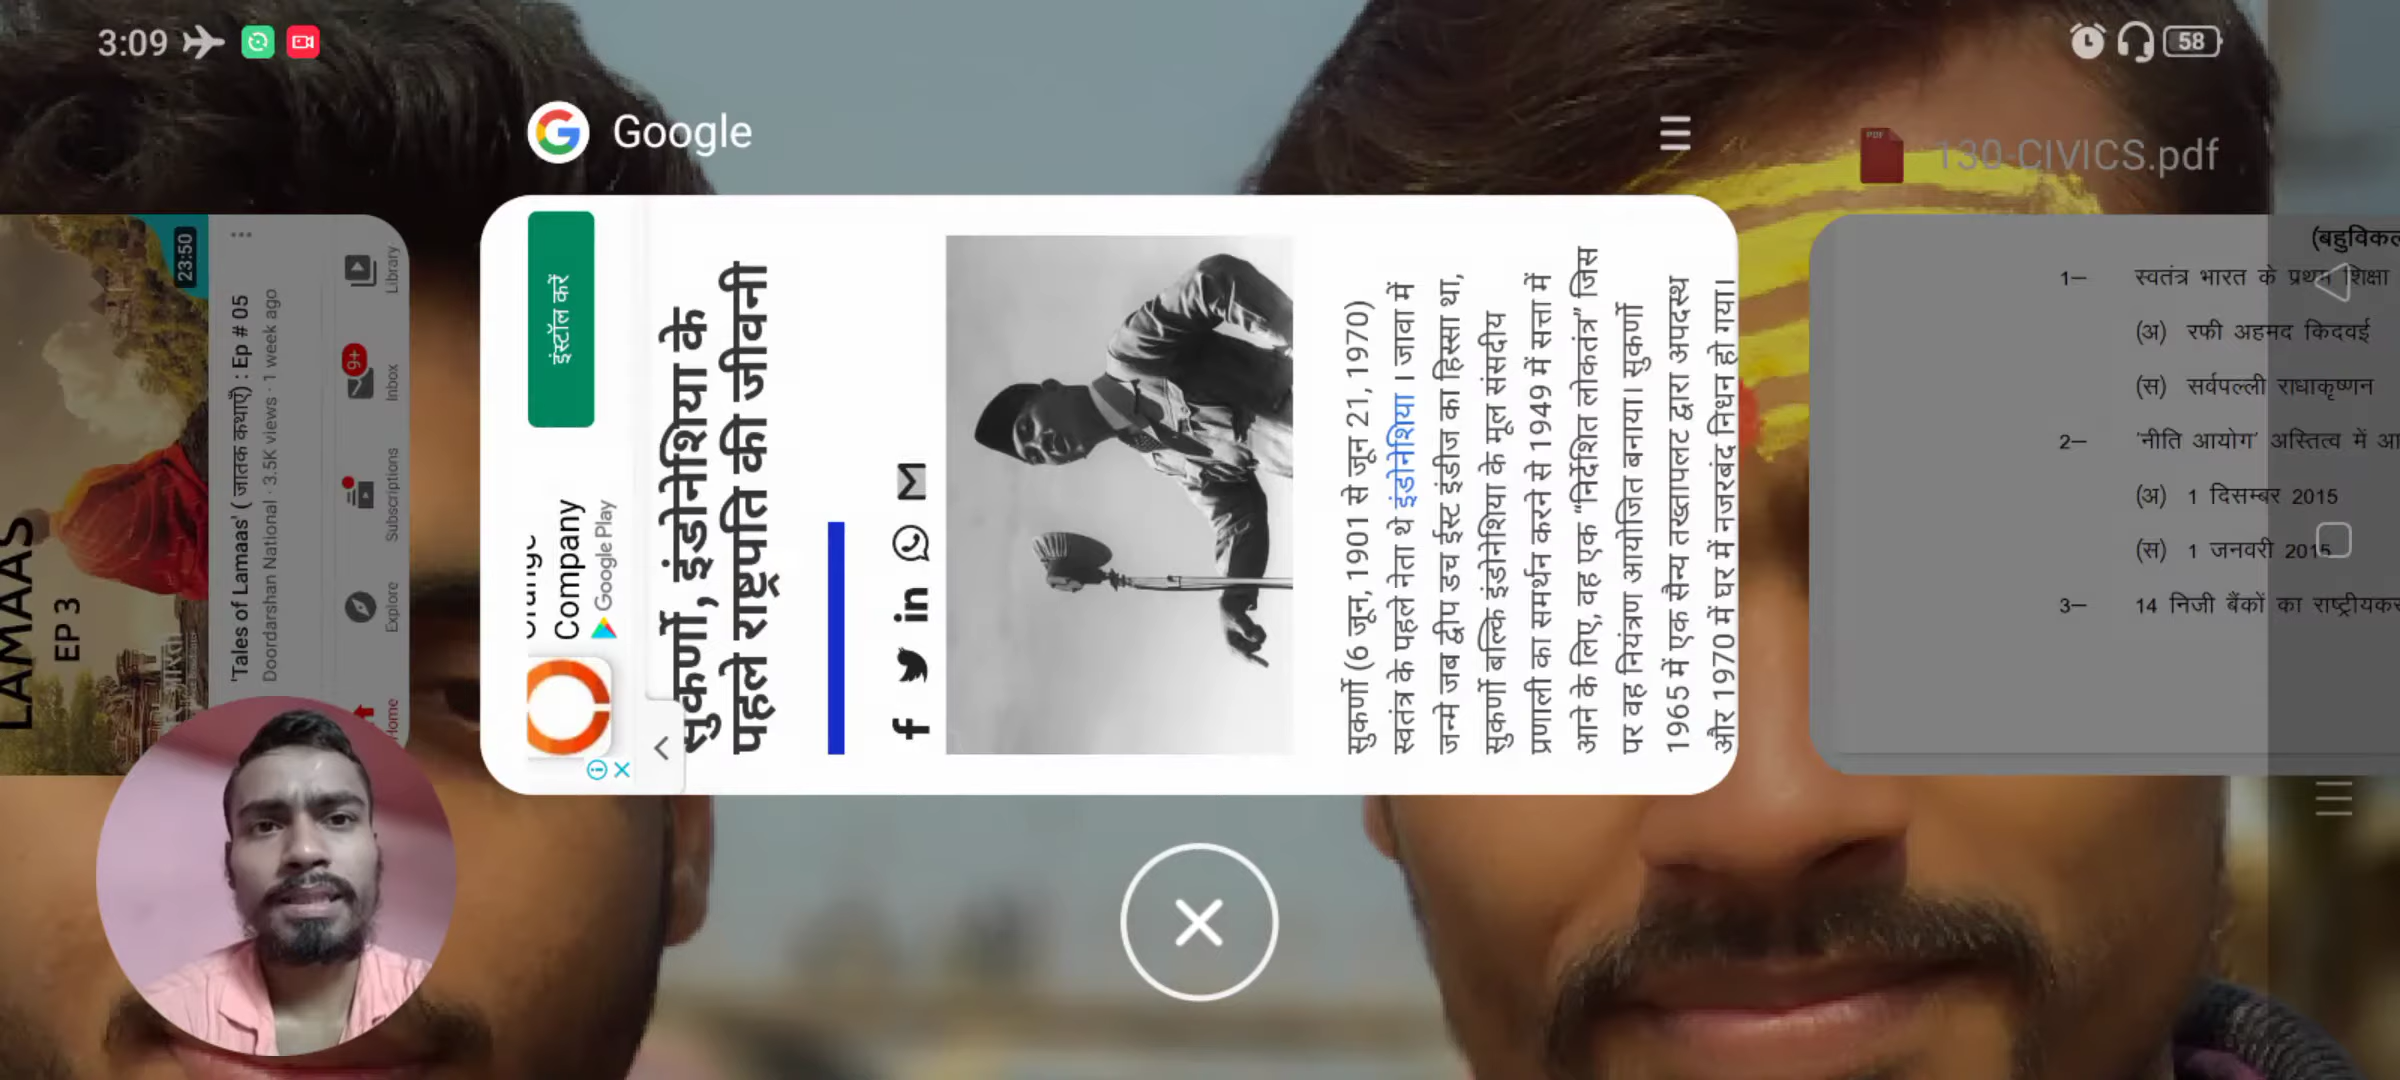 3:09
58
Google
130-CIVICS.pdf
LAMAAS
EP 3
23:50
'Tales of Lamaas' ( जातक कथाएँ) : Ep # 05
Doordarshan National · 3.5K views · 1 week ago
Home
Explore
Subscriptions
9+
Inbox
Library
Company
Google Play
इंस्टॉल करें
सुकर्णो, इंडोनेशिया के
पहले राष्ट्रपति की जीवनी
सुकर्णो (6 जून, 1901 से जून 21, 1970)
स्वतंत्र के पहले नेता थे इंडोनेशिया । जावा में
जन्मे जब द्वीप डच ईस्ट इंडीज का हिस्सा था,
सुकर्णो बल्कि इंडोनेशिया के मूल संसदीय
प्रणाली का समर्थन करने से 1949 में सत्ता में
आने के लिए, वह एक “निर्देशित लोकतंत्र” जिस
पर वह नियंत्रण आयोजित बनाया। सुकर्णो
1965 में एक सैन्य तख्तापलट द्वारा अपदस्थ
और 1970 में घर में नजरबंद निधन हो गया।
1– स्वतंत्र भारत के प्रथम शिक्षा
(अ) रफी अहमद किदवई
(स) सर्वपल्ली राधाकृष्णन
2– 'नीति आयोग' अस्तित्व में
(अ) 1 दिसम्बर 2015
(स) 1 जनवरी 2015
3– 14 निजी बैंकों का